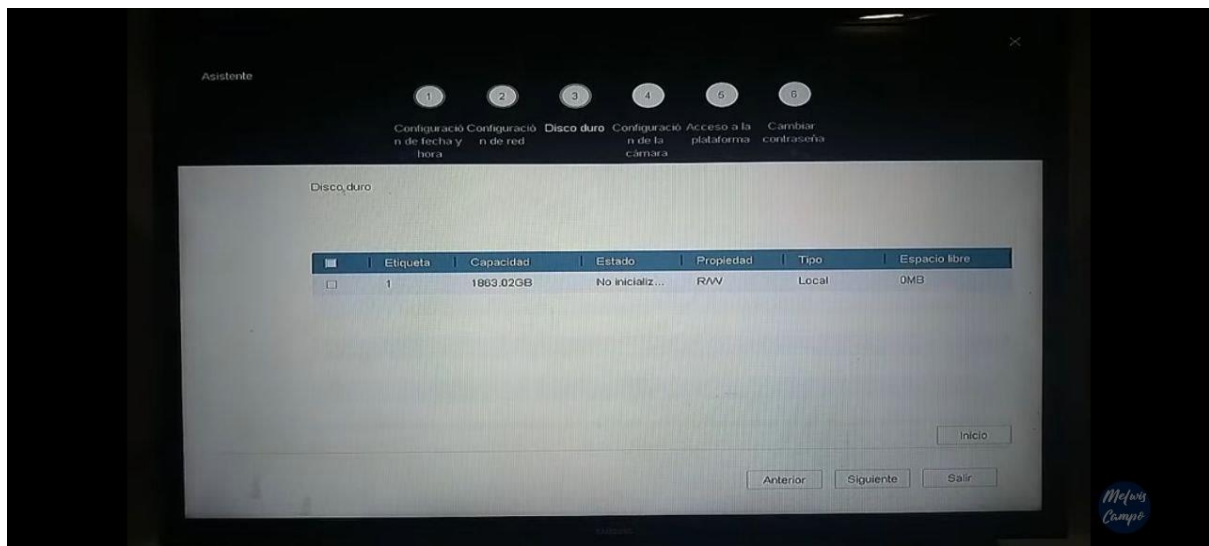 Asistente
1 2 3 4 5 6
Configuració Configuració Disco duro Configuració Acceso a la Cambiar
n de fecha y n de red n de la plataforma contraseña
hora cámara
Disco duro
Etiqueta Capacidad Estado Propiedad Tipo Espacio libre
1 1863.02GB No inicializ... R/W Local 0MB
Inicio
Anterior Siguiente Salir
SAMSUNG
Melwis
Campo